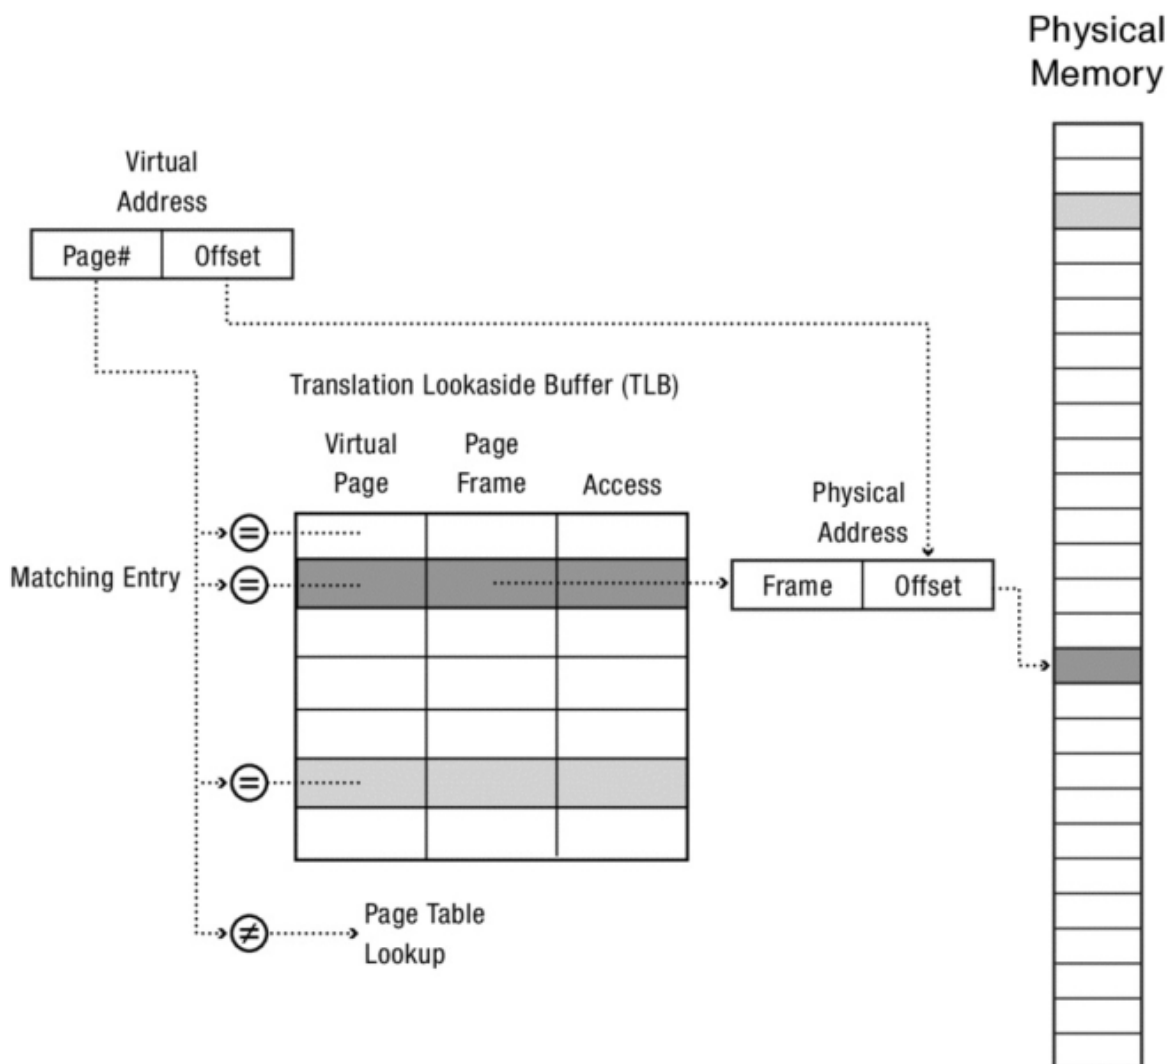 Physical
Memory
Virtual
Address
Page#
Offset
Translation Lookaside Buffer (TLB)
Virtual
Page
Page
Frame
Access
Physical
Address
=
Matching Entry
=
Frame
Offset
=
≠
Page Table
Lookup